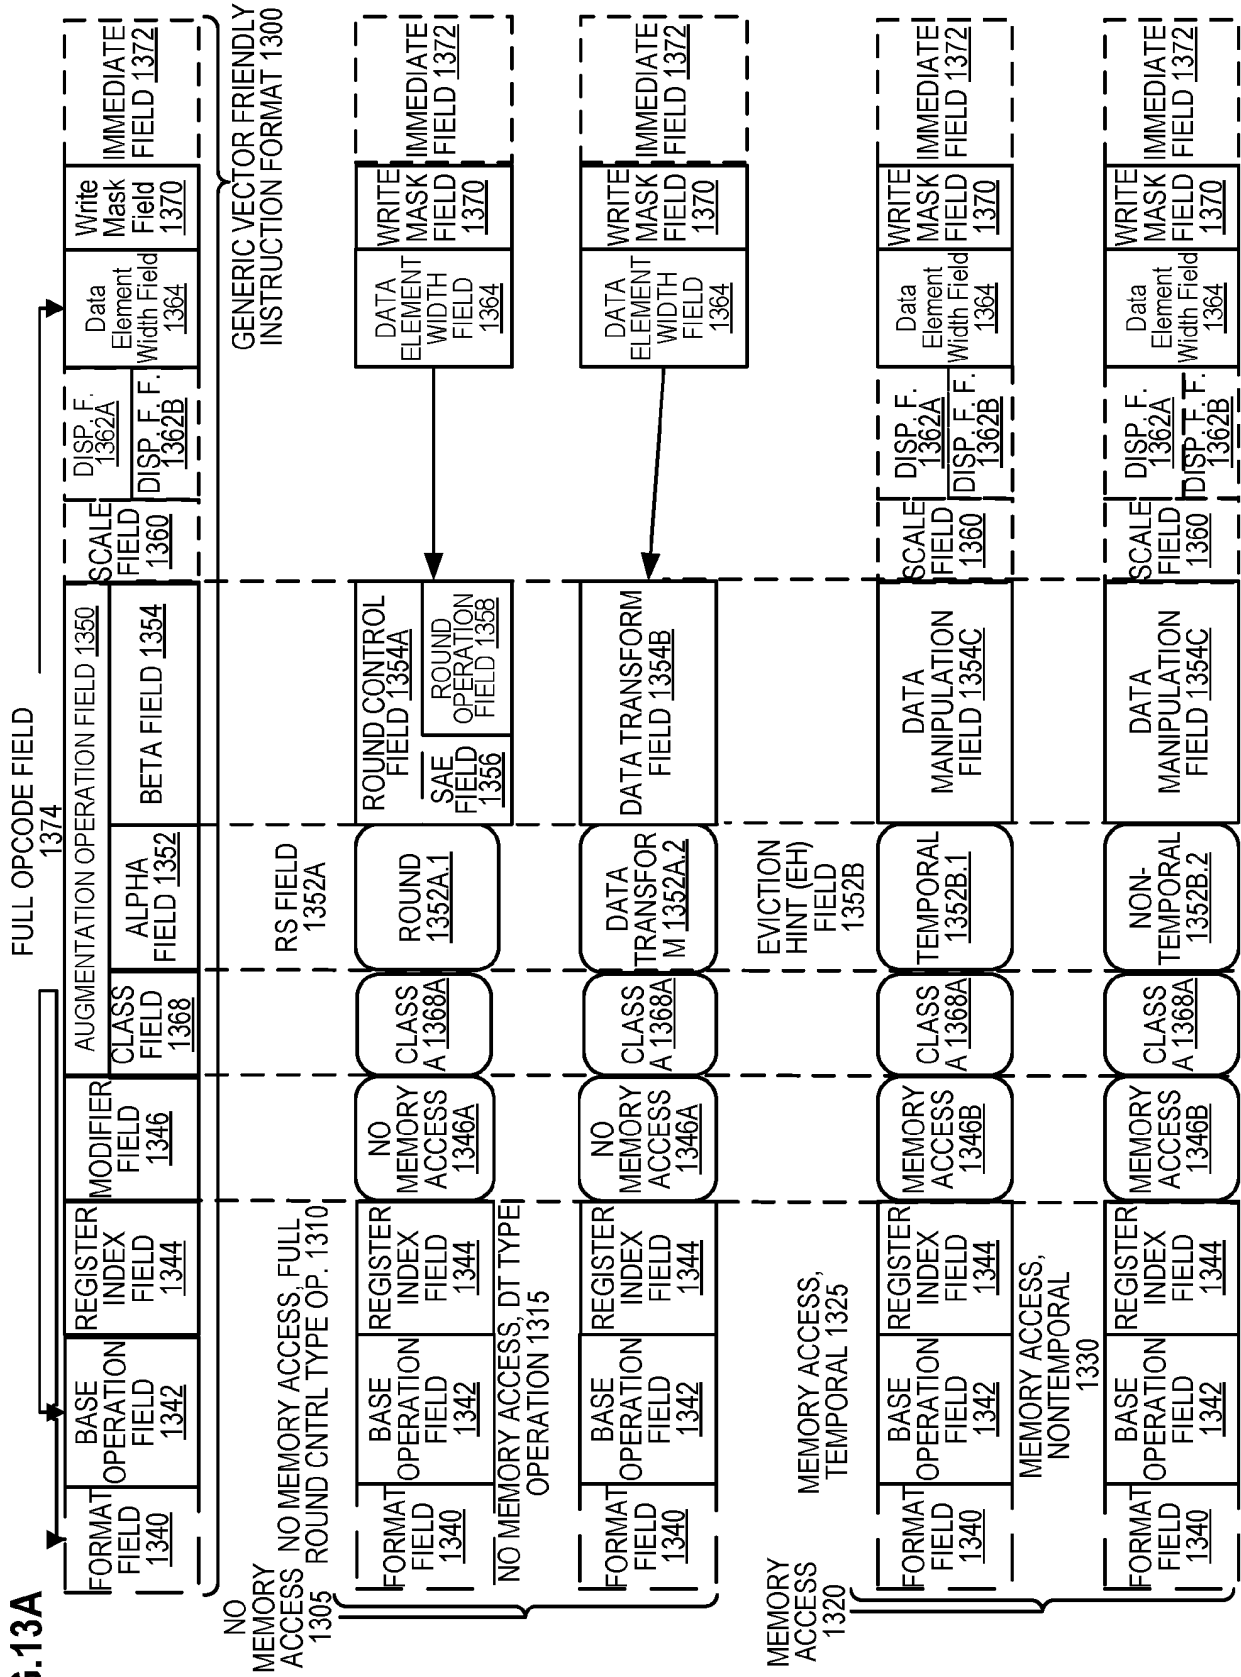 G.13A
FULL OPCODE FIELD
1374
FORMAT
FIELD
1340
BASE
OPERATION
FIELD
1342
REGISTER
INDEX
FIELD
1344
MODIFIER
FIELD
1346
AUGMENTATION OPERATION FIELD 1350
CLASS
FIELD
1368
ALPHA
FIELD 1352
BETA FIELD 1354
SCALE
FIELD
1360
DISP. F.
1362A
DISP. F. F.
1362B
Data
Element
Width Field
1364
Write
Mask
Field
1370
IMMEDIATE
FIELD 1372
GENERIC VECTOR FRIENDLY
INSTRUCTION FORMAT 1300
NO
MEMORY
ACCESS
1305
NO MEMORY ACCESS, FULL
ROUND CNTRL TYPE OP. 1310
RS FIELD
1352A
FORMAT
FIELD
1340
BASE
OPERATION
FIELD
1342
REGISTER
INDEX
FIELD
1344
NO
MEMORY
ACCESS
1346A
CLASS
A 1368A
ROUND
1352A.1
ROUND CONTROL
FIELD 1354A
SAE
FIELD
1356
ROUND
OPERATION
FIELD 1358
DATA
ELEMENT
WIDTH
FIELD
1364
WRITE
MASK
FIELD
1370
IMMEDIATE
FIELD 1372
NO MEMORY ACCESS, DT TYPE
OPERATION 1315
FORMAT
FIELD
1340
BASE
OPERATION
FIELD
1342
REGISTER
INDEX
FIELD
1344
NO
MEMORY
ACCESS
1346A
CLASS
A 1368A
DATA
TRANSFOR
M 1352A.2
DATA TRANSFORM
FIELD 1354B
DATA
ELEMENT
WIDTH
FIELD
1364
WRITE
MASK
FIELD
1370
IMMEDIATE
FIELD 1372
MEMORY
ACCESS
1320
MEMORY ACCESS,
TEMPORAL 1325
EVICTION
HINT (EH)
FIELD
1352B
FORMAT
FIELD
1340
BASE
OPERATION
FIELD
1342
REGISTER
INDEX
FIELD
1344
MEMORY
ACCESS
1346B
CLASS
A 1368A
TEMPORAL
1352B.1
DATA
MANIPULATION
FIELD 1354C
SCALE
FIELD
1360
DISP. F.
1362A
DISP. F. F.
1362B
Data
Element
Width Field
1364
WRITE
MASK
FIELD
1370
IMMEDIATE
FIELD 1372
MEMORY ACCESS,
NONTEMPORAL
1330
FORMAT
FIELD
1340
BASE
OPERATION
FIELD
1342
REGISTER
INDEX
FIELD
1344
MEMORY
ACCESS
1346B
CLASS
A 1368A
NON-
TEMPORAL
1352B.2
DATA
MANIPULATION
FIELD 1354C
SCALE
FIELD
1360
DISP. F.
1362A
DISP. F. F.
1362B
Data
Element
Width Field
1364
WRITE
MASK
FIELD
1370
IMMEDIATE
FIELD 1372